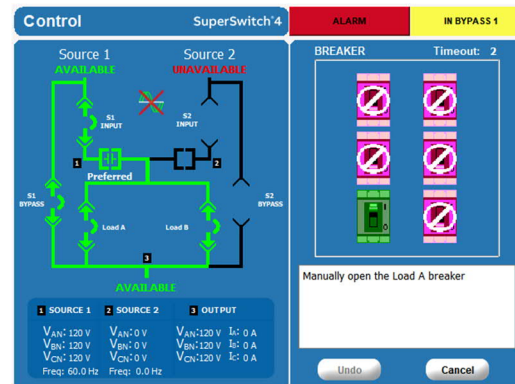 Control
SuperSwitch®4
ALARM
IN BYPASS 1
Source 1
AVAILABLE
Source 2
UNAVAILABLE
S1
INPUT
S2
INPUT
1
2
Preferred
S1
BYPASS
S2
BYPASS
Load A
Load B
3
AVAILABLE
1 SOURCE 1
VAN: 120 V
VBN: 120 V
VCN: 120 V
Freq: 60.0 Hz
2 SOURCE 2
VAN: 0 V
VBN: 0 V
VCN: 0 V
Freq: 0.0 Hz
3 OUTPUT
VAN: 120 V IA: 0 A
VBN: 120 V IB: 0 A
VCN: 120 V IC: 0 A
BREAKER
Timeout: 2
Manually open the Load A breaker
Undo
Cancel